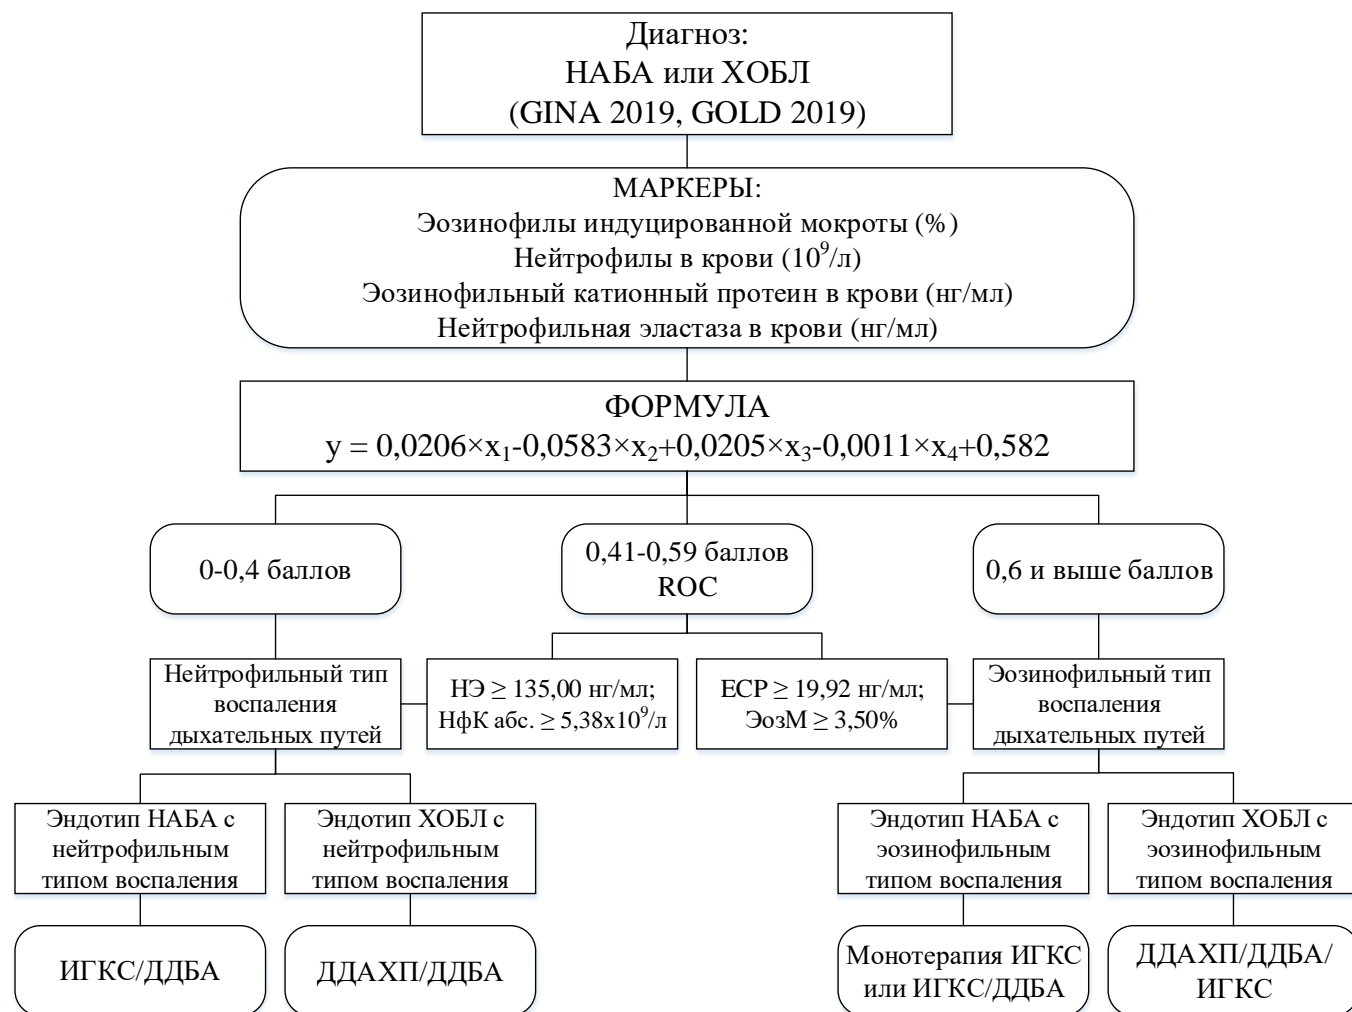 Диагноз:
НАБА или ХОБЛ
(GINA 2019, GOLD 2019)
МАРКЕРЫ:
Эозинофилы индуцированной мокроты (%)
Нейтрофилы в крови (10⁹/л)
Эозинофильный катионный протеин в крови (нг/мл)
Нейтрофильная эластаза в крови (нг/мл)
ФОРМУЛА
y = 0,0206×x₁-0,0583×x₂+0,0205×x₃-0,0011×x₄+0,582
0-0,4 баллов
0,41-0,59 баллов
ROC
0,6 и выше баллов
Нейтрофильный тип
воспаления
дыхательных путей
НЭ ≥ 135,00 нг/мл;
НфК абс. ≥ 5,38x10⁹/л
ECP ≥ 19,92 нг/мл;
ЭозМ ≥ 3,50%
Эозинофильный тип
воспаления
дыхательных путей
Эндотип НАБА с
нейтрофильным
типом воспаления
Эндотип ХОБЛ с
нейтрофильным
типом воспаления
Эндотип НАБА с
эозинофильным
типом воспаления
Эндотип ХОБЛ с
эозинофильным
типом воспаления
ИГКС/ДДБА
ДДАХП/ДДБА
Монотерапия ИГКС
или ИГКС/ДДБА
ДДАХП/ДДБА/
ИГКС